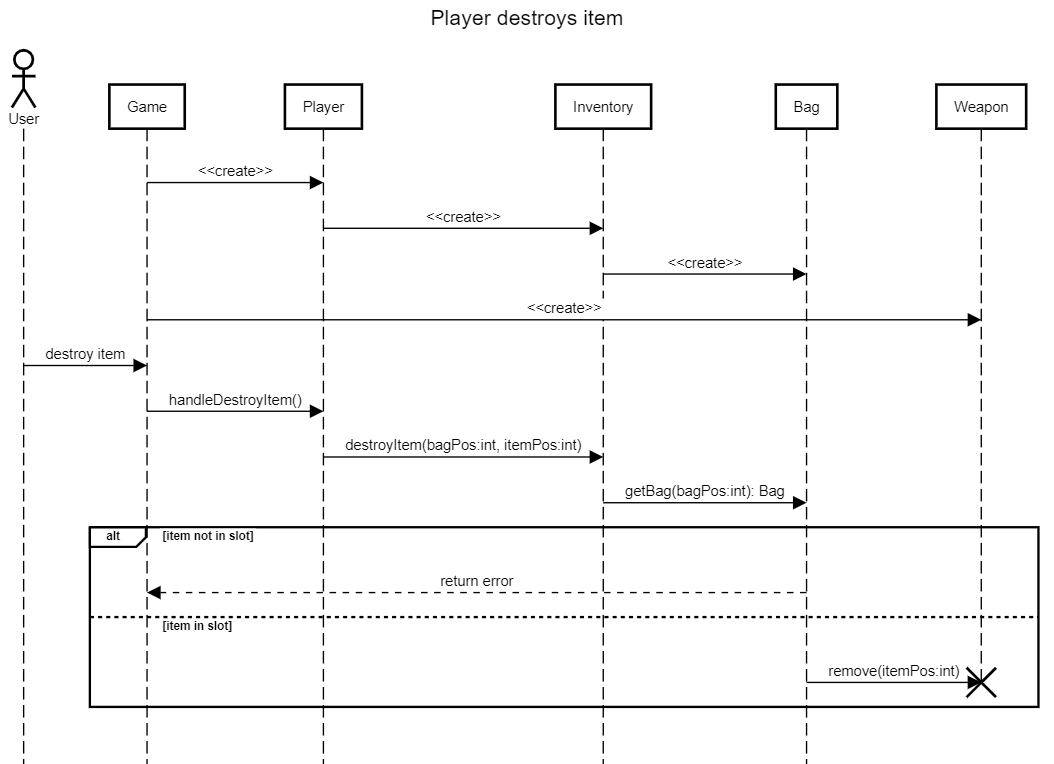 Player destroys item
User
Game
Player
Inventory
Bag
Weapon
<<create>>
<<create>>
<<create>>
<<create>>
destroy item
handleDestroyItem()
destroyItem(bagPos:int, itemPos:int)
getBag(bagPos:int): Bag
alt
[item not in slot]
return error
[item in slot]
remove(itemPos:int)